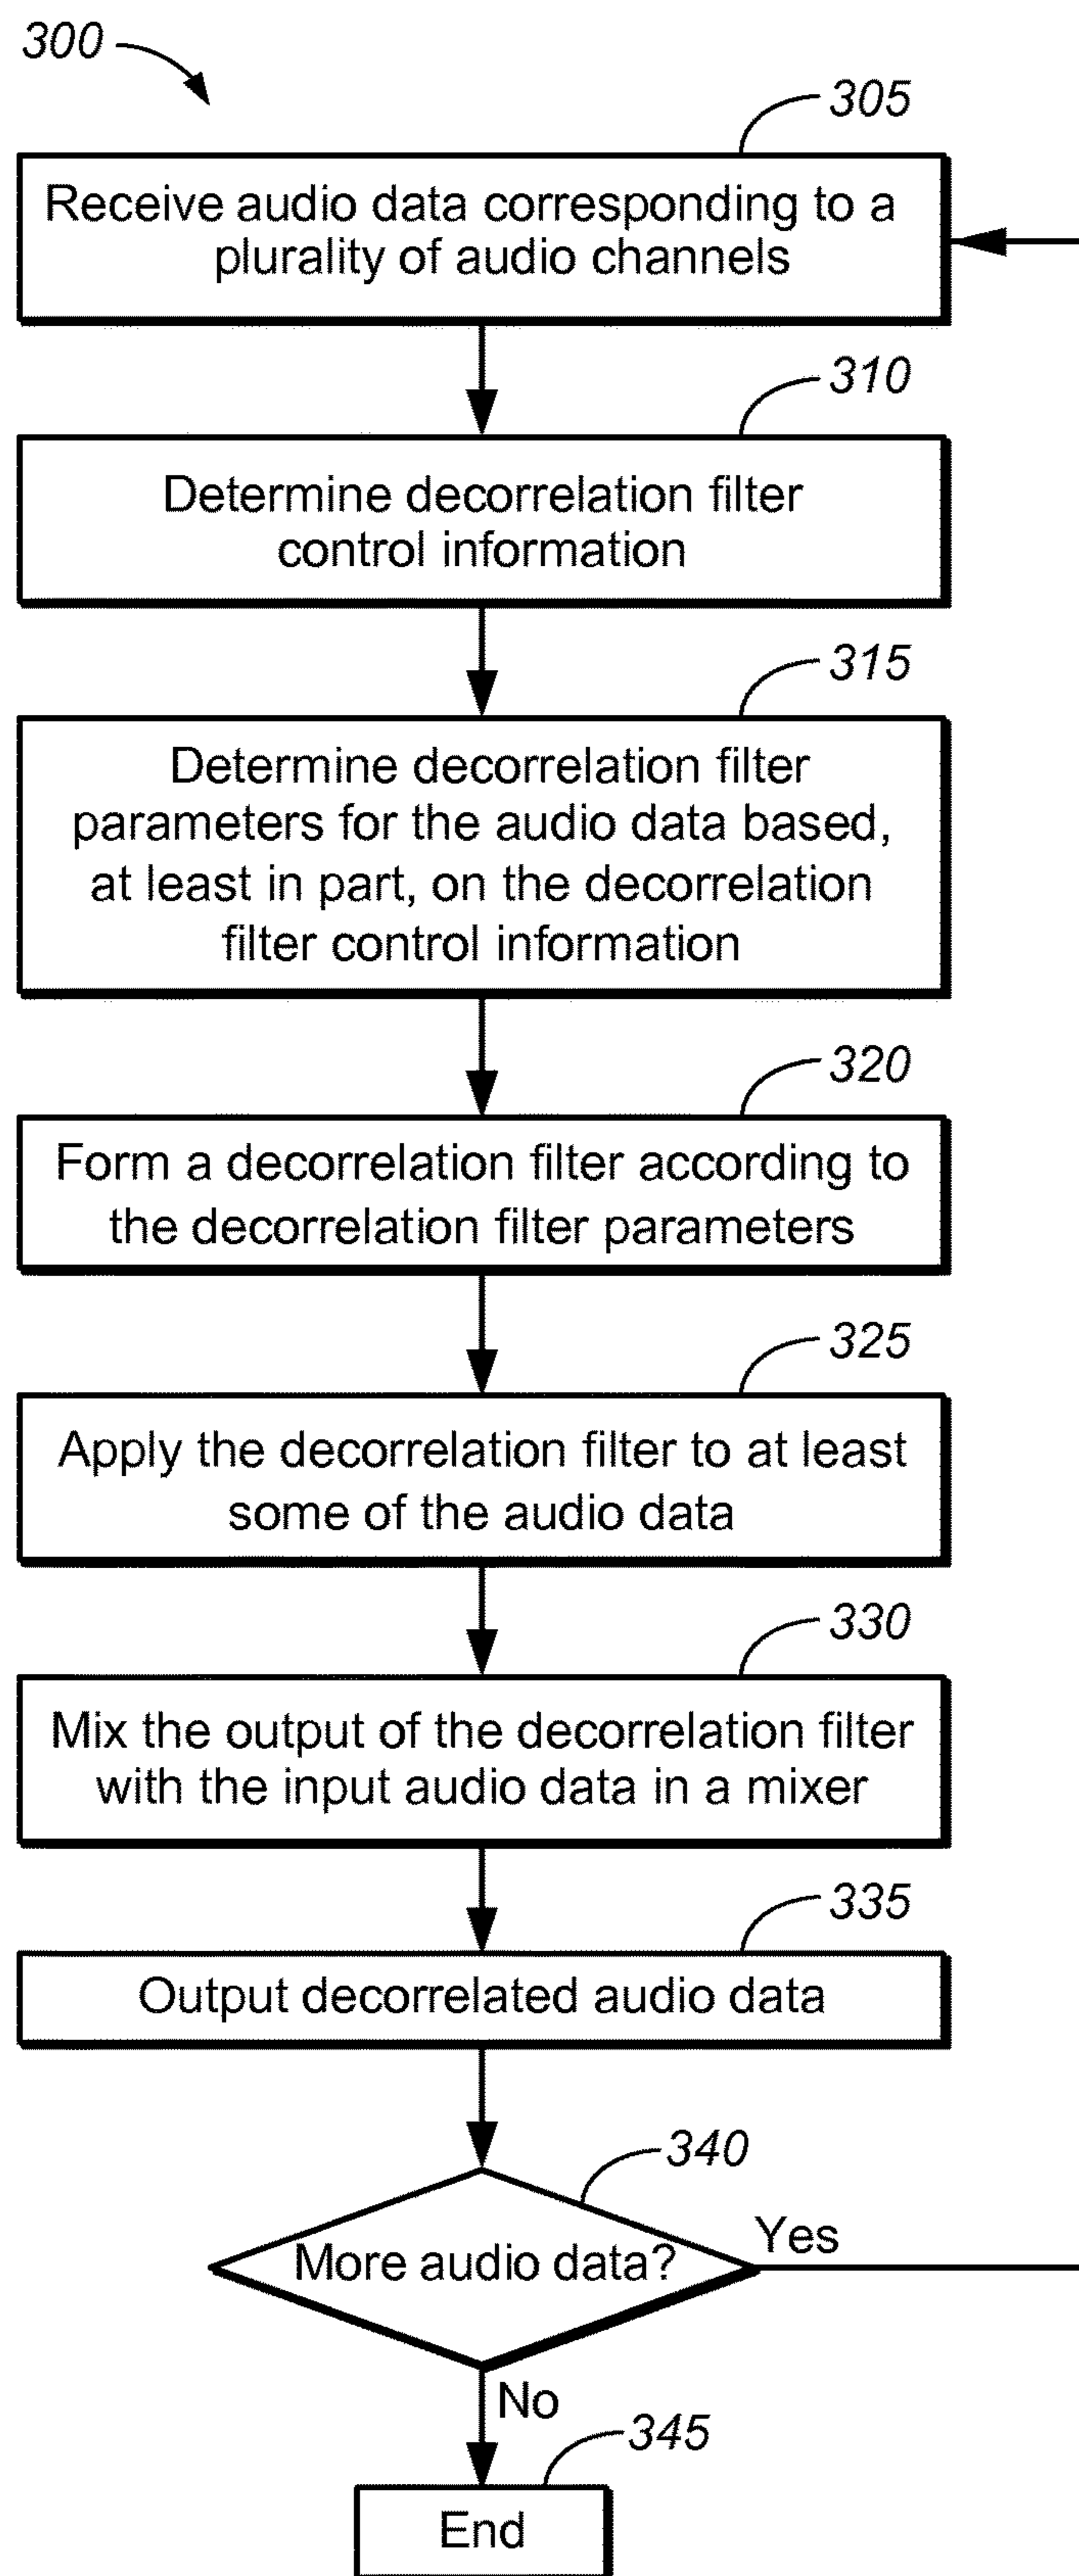 300
305
Receive audio data corresponding to a
plurality of audio channels
310
Determine decorrelation filter
control information
315
Determine decorrelation filter
parameters for the audio data based,
at least in part, on the decorrelation
filter control information
320
Form a decorrelation filter according to
the decorrelation filter parameters
325
Apply the decorrelation filter to at least
some of the audio data
330
Mix the output of the decorrelation filter
with the input audio data in a mixer
335
Output decorrelated audio data
340
More audio data?
Yes
No
345
End